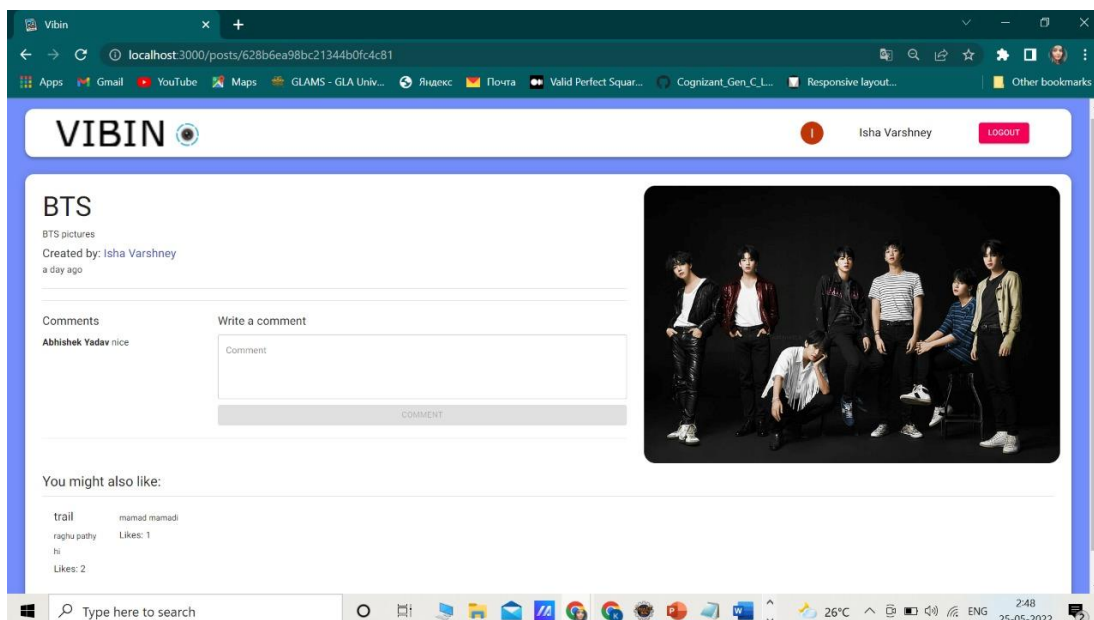 Vibin
localhost:3000/posts/628b6ea98bc21344b0fc4c81
Apps Gmail YouTube Maps GLAMS - GLA Univ... Яндекс Почта Valid Perfect Squar... Cognizant_Gen_C_L... Responsive layout... Other bookmarks
VIBIN
I Isha Varshney LOGOUT
BTS
BTS pictures
Created by: Isha Varshney
a day ago
Comments
Abhishek Yadav nice
Write a comment
Comment
COMMENT
You might also like:
trail
raghu pathy
hi
Likes: 2
mamad mamadi
Likes: 1
Type here to search
26°C ENG
2:48
25-05-2022